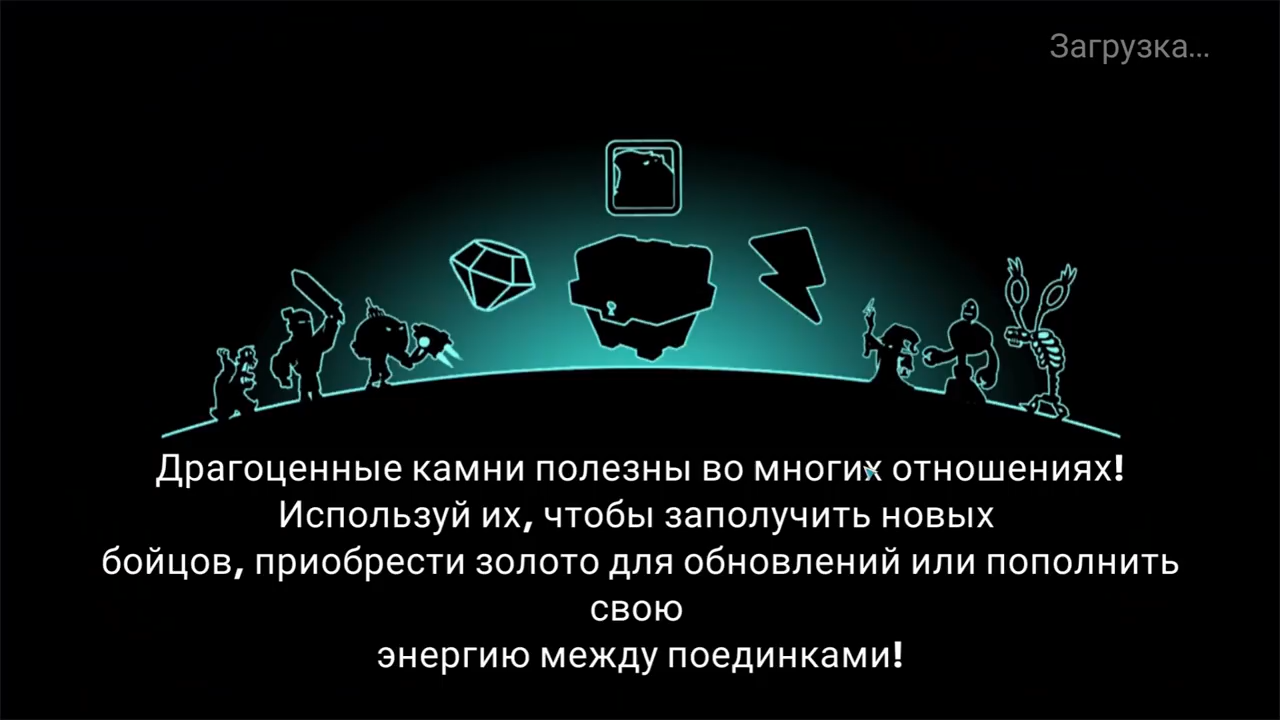 Загрузка...
Драгоценные камни полезны во многих отношениях!
Используй их, чтобы заполучить новых
бойцов, приобрести золото для обновлений или пополнить
свою
энергию между поединками!